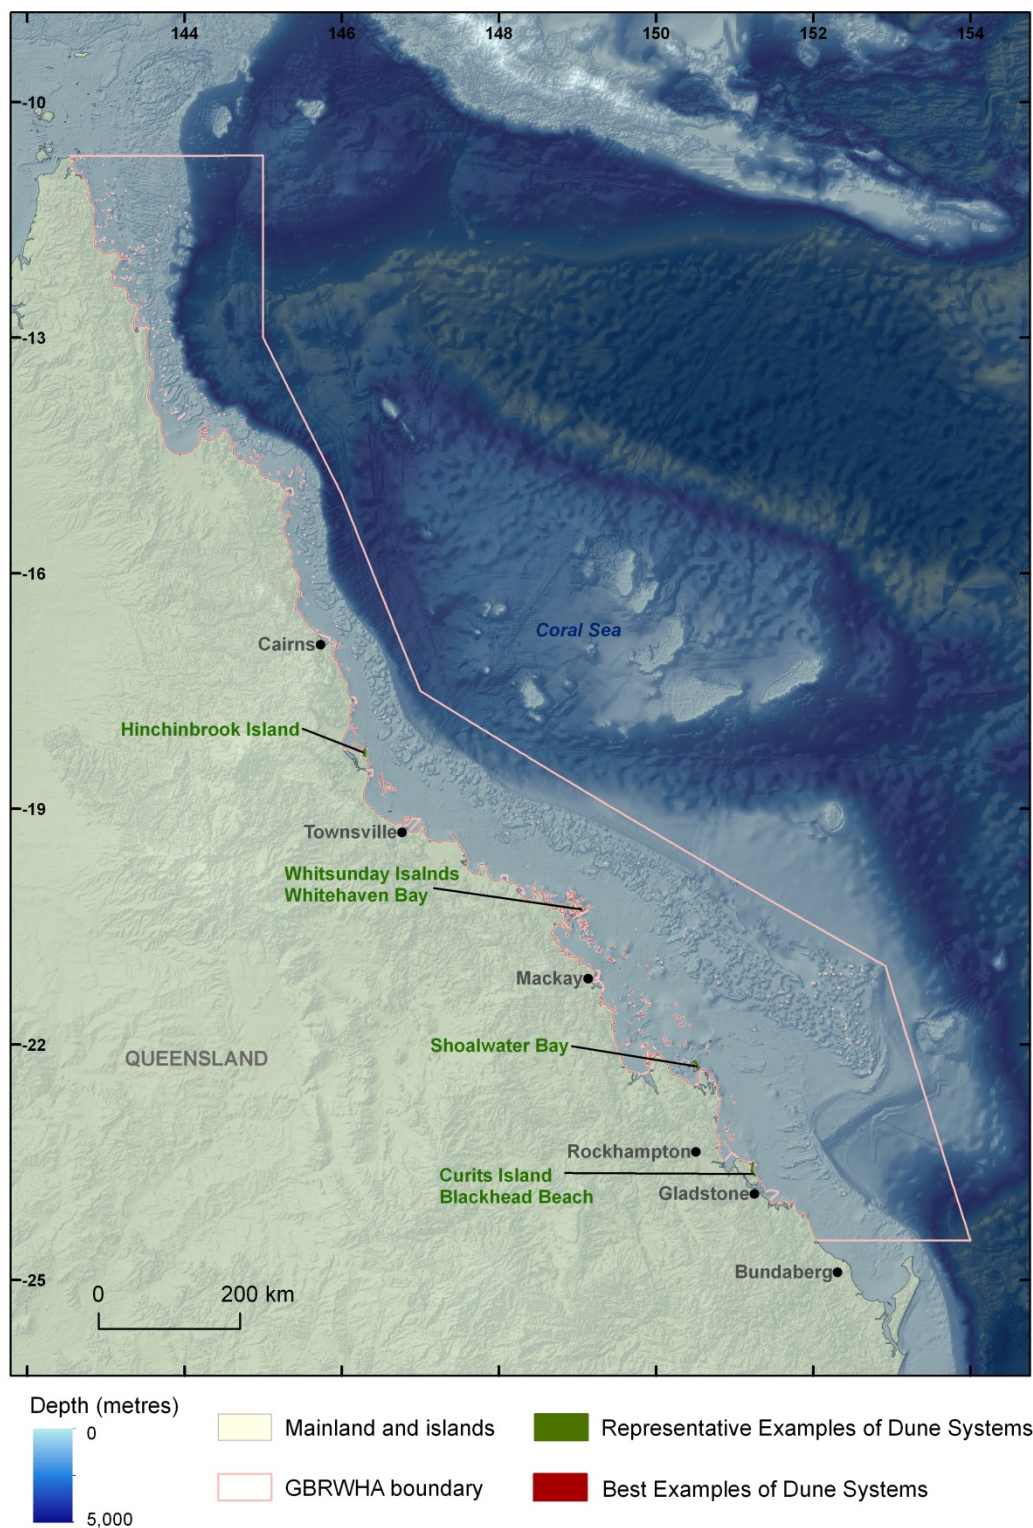 144 146 148 150 152 154
-10
-13
-16
Coral Sea
Cairns
Hinchinbrook Island
-19
Townsville
Whitsunday Isalnds
Whitehaven Bay
Mackay
-22
Shoalwater Bay
QUEENSLAND
Rockhampton
Curits Island
Blackhead Beach
Gladstone
-25
Bundaberg
0 200 km
Depth (metres)
0
5,000
Mainland and islands
GBRWHA boundary
Representative Examples of Dune Systems
Best Examples of Dune Systems